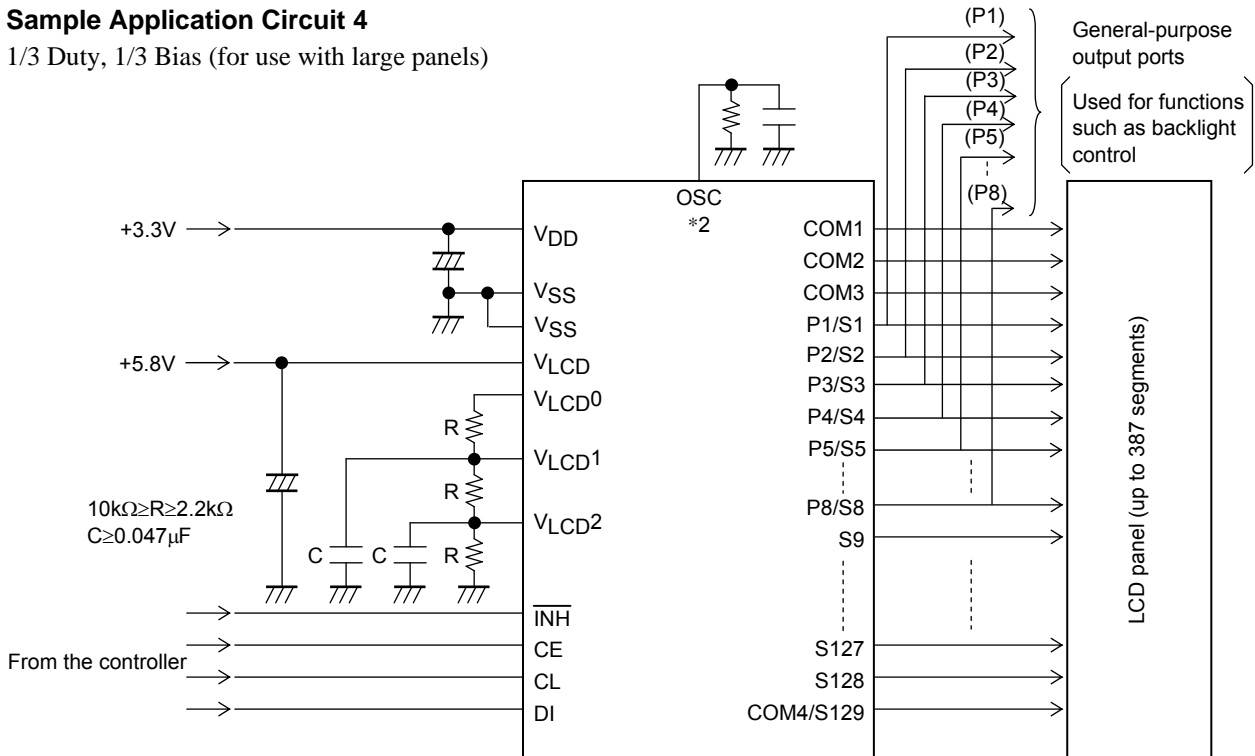 Sample Application Circuit 4
1/3 Duty, 1/3 Bias (for use with large panels)
(P1)
(P2)
(P3)
(P4)
(P5)
(P8)
General-purpose
output ports
Used for functions
such as backlight
control
OSC
*2
+3.3V
VDD
VSS
VSS
+5.8V
VLCD
VLCD0
R
VLCD1
R
VLCD2
R
C
C
10kΩ≥R≥2.2kΩ
C≥0.047μF
From the controller
INH
CE
CL
DI
COM1
COM2
COM3
P1/S1
P2/S2
P3/S3
P4/S4
P5/S5
P8/S8
S9
S127
S128
COM4/S129
LCD panel (up to 387 segments)